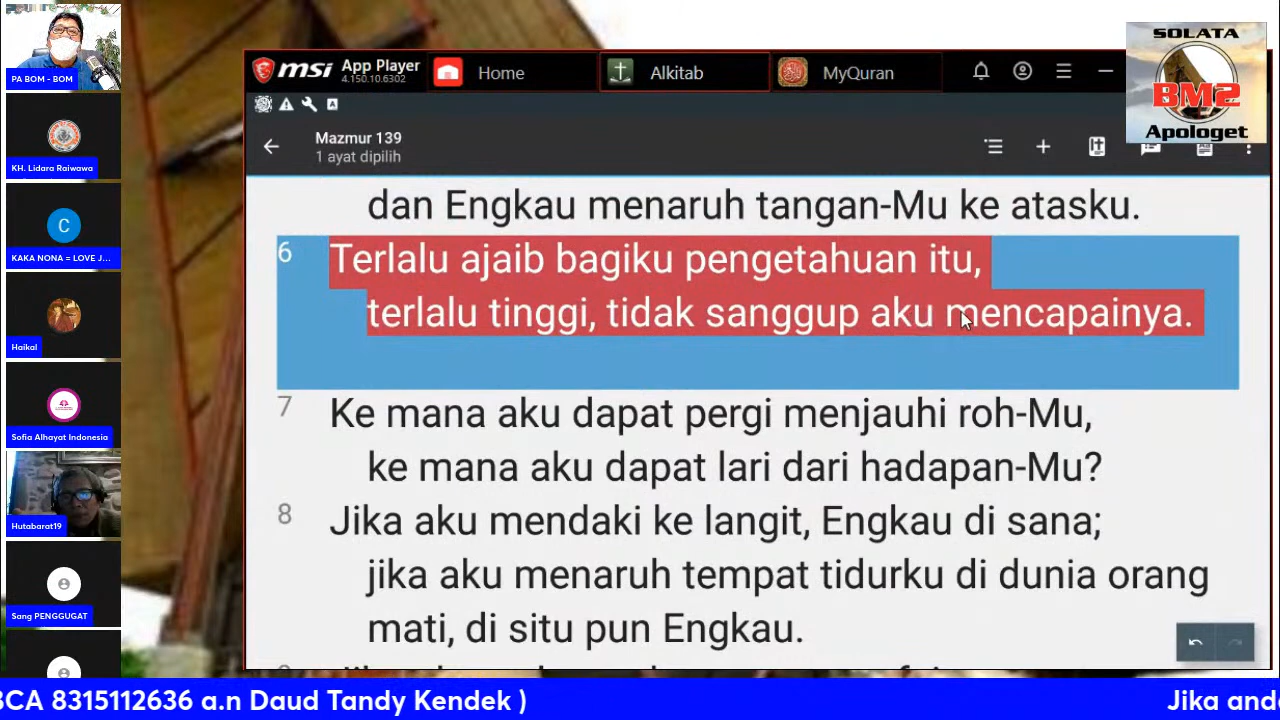 PA BOM - BOM
KH. Lidara Raiwawa
C
KAKA NONA = LOVE J...
Haikal
Sofia Alhayat Indonesia
Hutabarat19
Sang PENGGUGAT
msi App Player
4.150.10.6302
Home
Alkitab
MyQuran
SOLATA
BM2
Apologet
A
Mazmur 139
1 ayat dipilih
dan Engkau menaruh tangan-Mu ke atasku.
6 Terlalu ajaib bagiku pengetahuan itu,
terlalu tinggi, tidak sanggup aku mencapainya.
7 Ke mana aku dapat pergi menjauhi roh-Mu,
ke mana aku dapat lari dari hadapan-Mu?
8 Jika aku mendaki ke langit, Engkau di sana;
jika aku menaruh tempat tidurku di dunia orang
mati, di situ pun Engkau.
BCA 8315112636 a.n Daud Tandy Kendek ) Jika anda